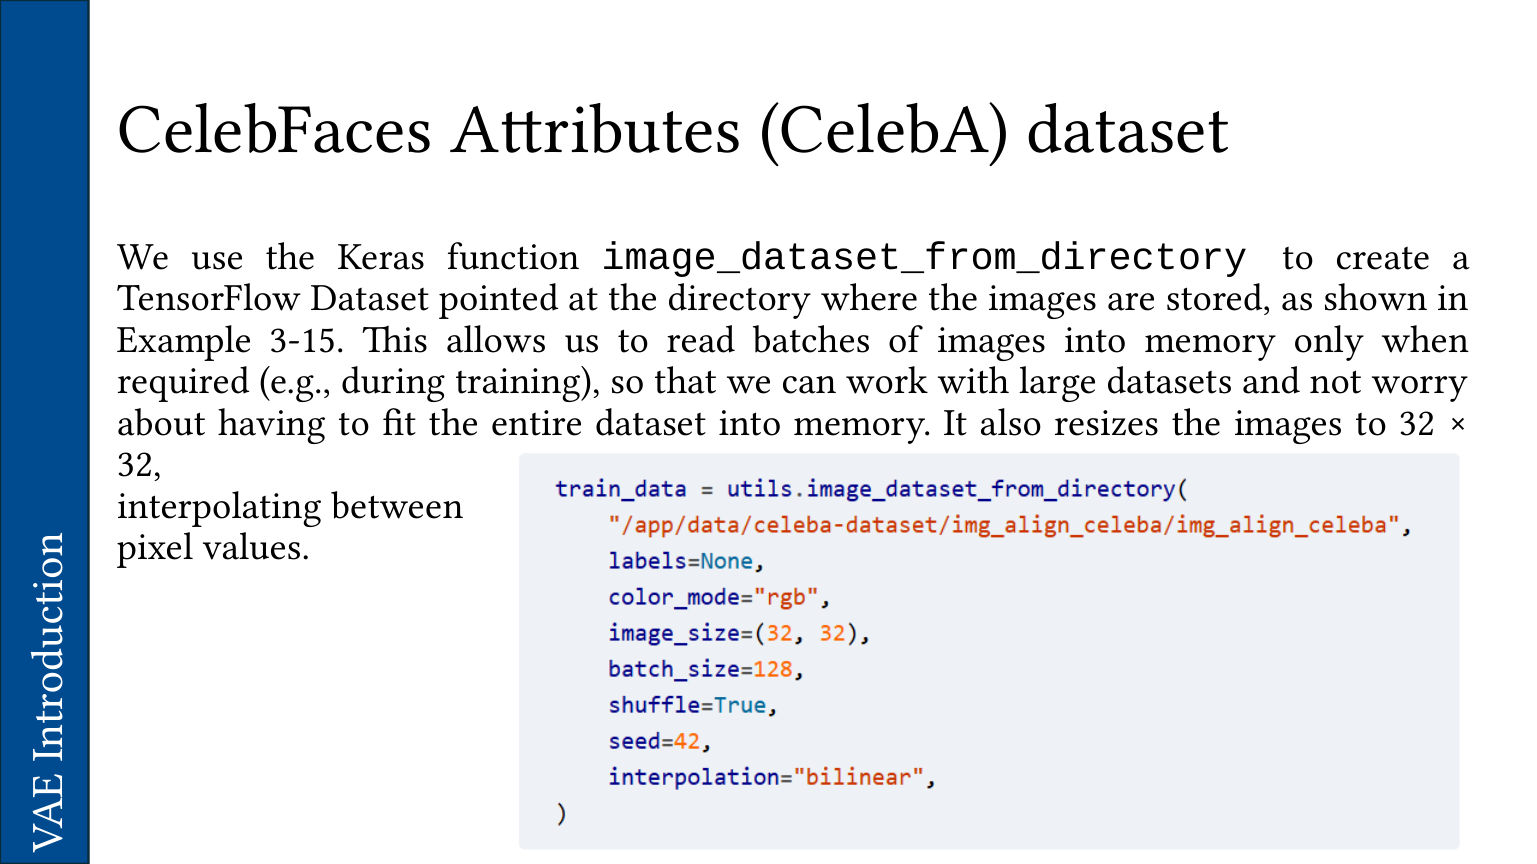 CelebFaces Attributes (CelebA) dataset
We use the Keras function image_dataset_from_directory to create a
TensorFlow Dataset pointed at the directory where the images are stored, as shown in
Example 3-15. This allows us to read batches of images into memory only when
required (e.g., during training), so that we can work with large datasets and not worry
about having to fit the entire dataset into memory. It also resizes the images to 32 ×
32,
interpolating between
pixel values.
train_data = utils.image_dataset_from_directory(
    "/app/data/celeba-dataset/img_align_celeba/img_align_celeba",
    labels=None,
    color_mode="rgb",
    image_size=(32, 32),
    batch_size=128,
    shuffle=True,
    seed=42,
    interpolation="bilinear",
)
VAE Introduction